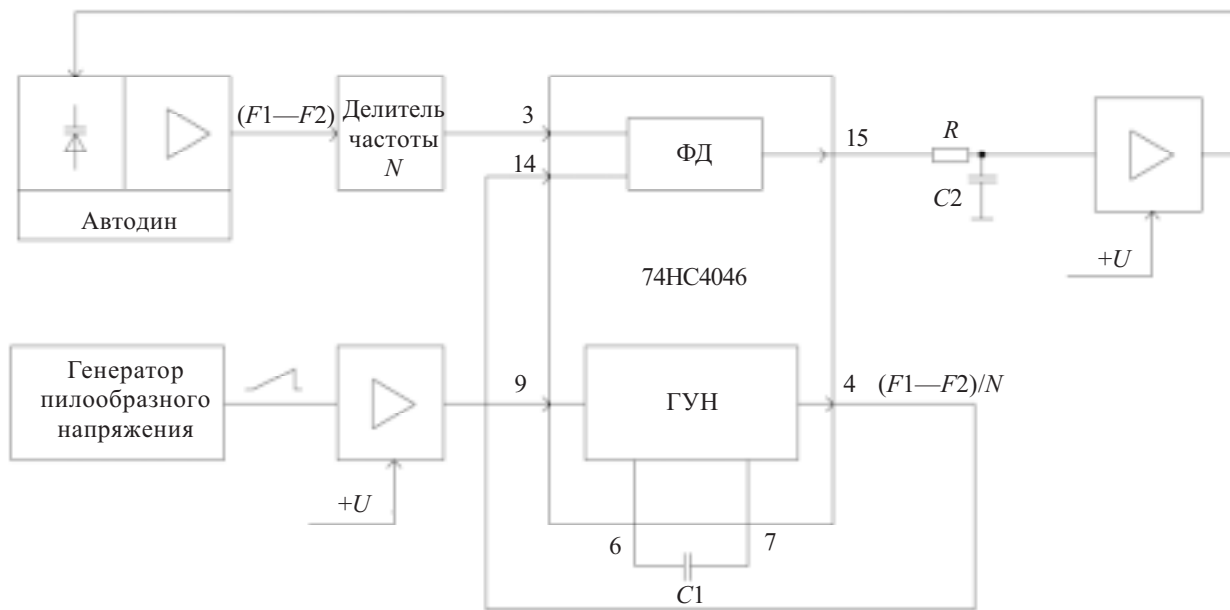 (F1—F2)
Делитель
частоты
N
3
14
ФД
15
R
C2
Автодин
+U
74HC4046
Генератор
пилообразного
напряжения
9
ГУН
4
(F1—F2)/N
+U
6
7
C1